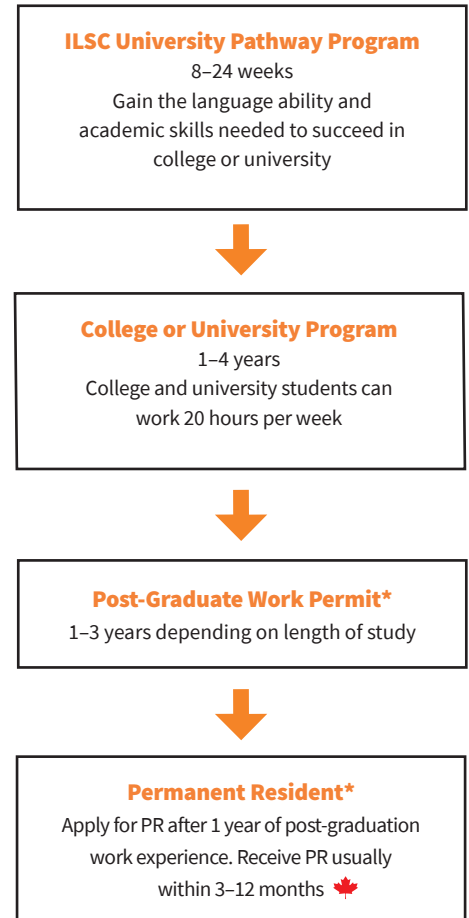 ILSC University Pathway Program
8–24 weeks
Gain the language ability and
academic skills needed to succeed in
college or university
College or University Program
1–4 years
College and university students can
work 20 hours per week
Post-Graduate Work Permit*
1–3 years depending on length of study
Permanent Resident*
Apply for PR after 1 year of post-graduation
work experience. Receive PR usually
within 3–12 months